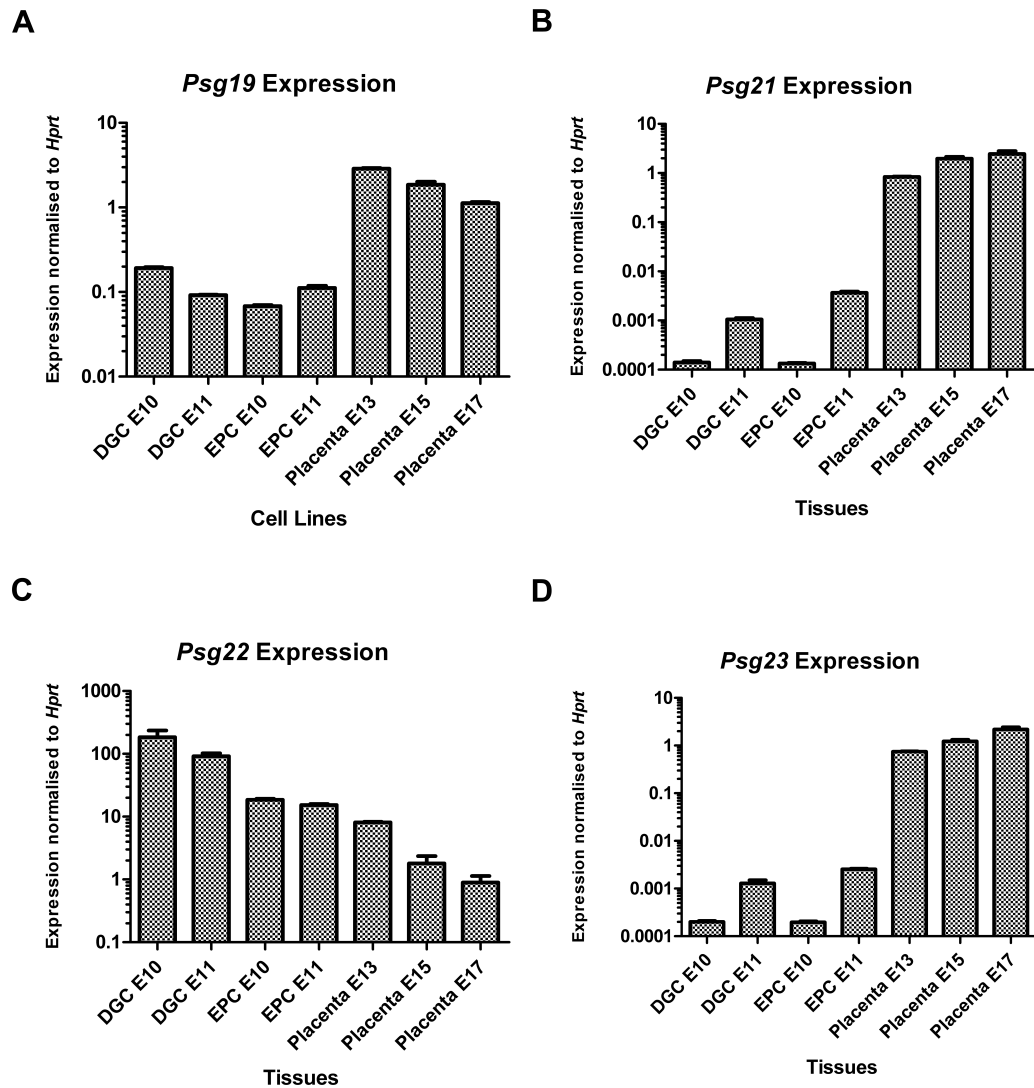 A
Psg19 Expression
Expression normalised to Hprt
10
1
0.1
0.01
DGC E10
DGC E11
EPC E10
EPC E11
Placenta E13
Placenta E15
Placenta E17
Cell Lines
B
Psg21 Expression
Expression normalised to Hprt
10
1
0.1
0.01
0.001
0.0001
DGC E10
DGC E11
EPC E10
EPC E11
Placenta E13
Placenta E15
Placenta E17
Tissues
C
Psg22 Expression
Expression normalised to Hprt
1000
100
10
1
0.1
DGC E10
DGC E11
EPC E10
EPC E11
Placenta E13
Placenta E15
Placenta E17
Tissues
D
Psg23 Expression
Expression normalised to Hprt
10
1
0.1
0.01
0.001
0.0001
DGC E10
DGC E11
EPC E10
EPC E11
Placenta E13
Placenta E15
Placenta E17
Tissues